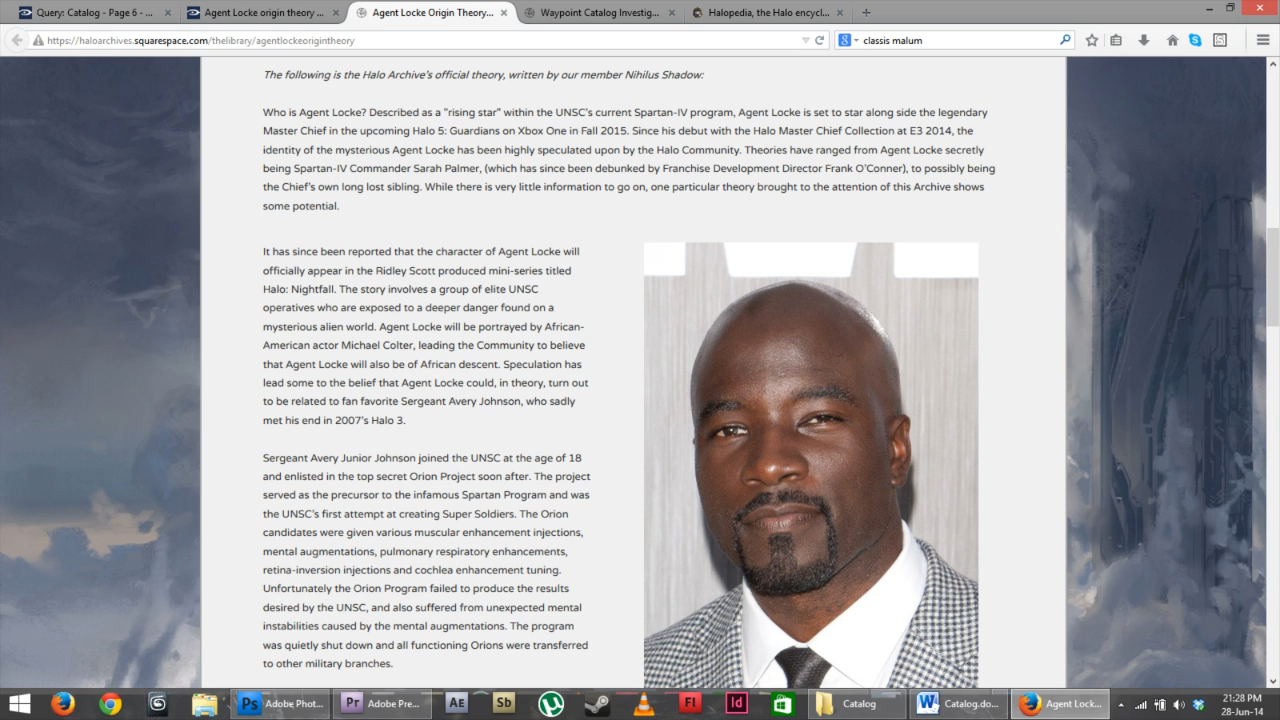 Query: Catalog - Page 6 - ...
Agent Locke origin theory ...
Agent Locke Origin Theory...
Waypoint Catalog Investig...
Halopedia, the Halo encycl...
https://haloarchives.squarespace.com/thelibrary/agentlockeorigintheory
classis malum
The following is the Halo Archive's official theory, written by our member Nihilus Shadow:
Who is Agent Locke? Described as a "rising star" within the UNSC's current Spartan-IV program, Agent Locke is set to star along side the legendary
Master Chief in the upcoming Halo 5: Guardians on Xbox One in Fall 2015. Since his debut with the Halo Master Chief Collection at E3 2014, the
identity of the mysterious Agent Locke has been highly speculated upon by the Halo Community. Theories have ranged from Agent Locke secretly
being Spartan-IV Commander Sarah Palmer, (which has since been debunked by Franchise Development Director Frank O'Conner), to possibly being
the Chief's own long lost sibling. While there is very little information to go on, one particular theory brought to the attention of this Archive shows
some potential.
It has since been reported that the character of Agent Locke will
officially appear in the Ridley Scott produced mini-series titled
Halo: Nightfall. The story involves a group of elite UNSC
operatives who are exposed to a deeper danger found on a
mysterious alien world. Agent Locke will be portrayed by African-
American actor Michael Colter, leading the Community to believe
that Agent Locke will also be of African descent. Speculation has
lead some to the belief that Agent Locke could, in theory, turn out
to be related to fan favorite Sergeant Avery Johnson, who sadly
met his end in 2007's Halo 3.
Sergeant Avery Junior Johnson joined the UNSC at the age of 18
and enlisted in the top secret Orion Project soon after. The project
served as the precursor to the infamous Spartan Program and was
the UNSC's first attempt at creating Super Soldiers. The Orion
candidates were given various muscular enhancement injections,
mental augmentations, pulmonary respiratory enhancements,
retina-inversion injections and cochlea enhancement tuning.
Unfortunately the Orion Program failed to produce the results
desired by the UNSC, and also suffered from unexpected mental
instabilities caused by the mental augmentations. The program
was quietly shut down and all functioning Orions were transferred
to other military branches.
Ps Adobe Phot...
Pr Adobe Pre...
Ae
Sb
Fl
Id
Catalog
Catalog.do...
Agent Lock...
21:28 PM
28-Jun-14